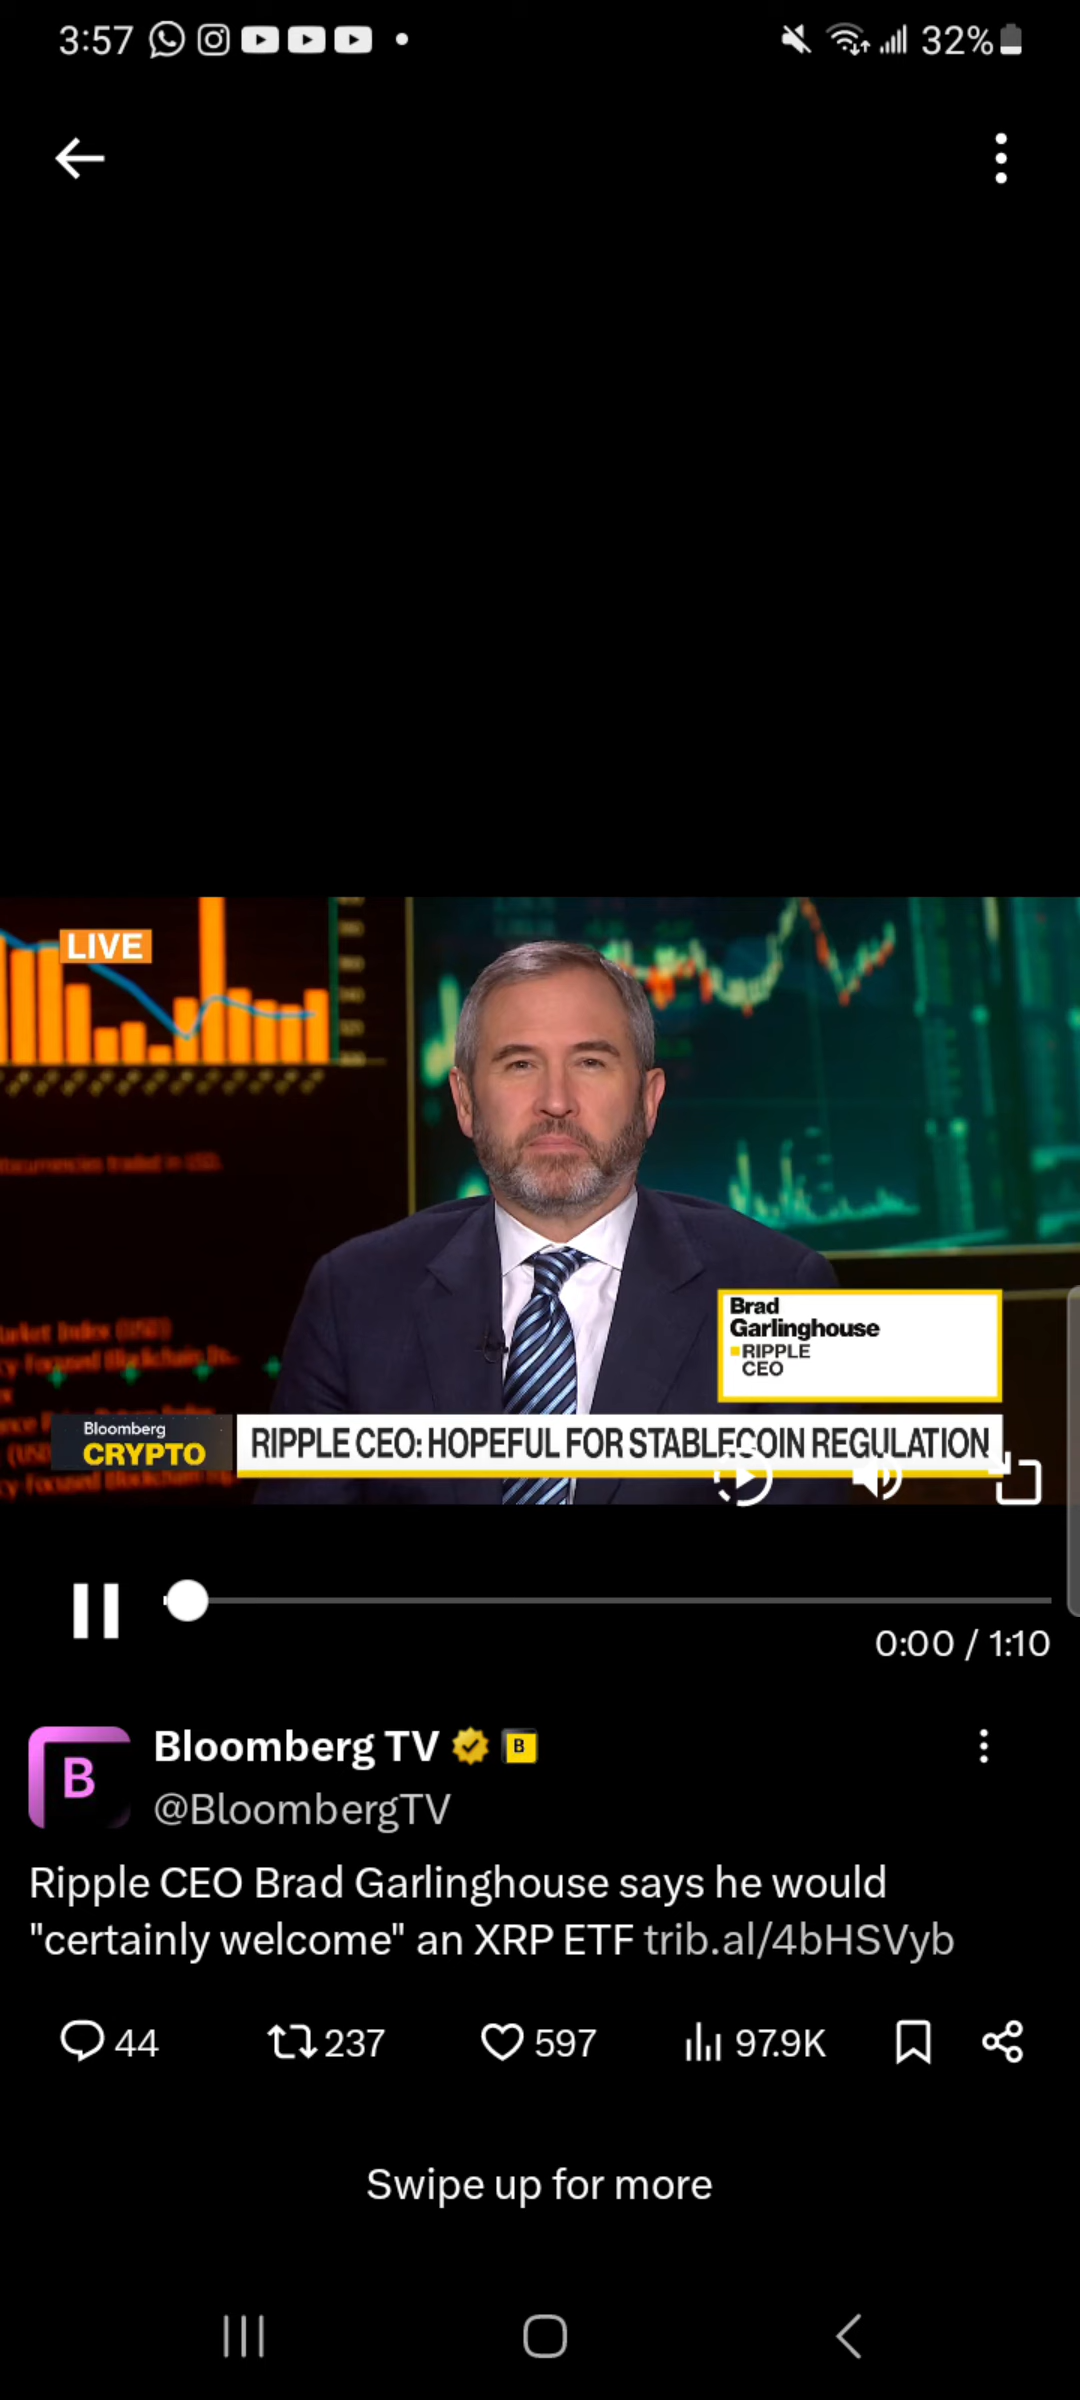 3:57
32%
LIVE
Brad
Garlinghouse
RIPPLE
CEO
Bloomberg
CRYPTO
RIPPLE CEO: HOPEFUL FOR STABLECOIN REGULATION
0:00 / 1:10
B
Bloomberg TV
B
@BloombergTV
Ripple CEO Brad Garlinghouse says he would
"certainly welcome" an XRP ETF trib.al/4bHSVyb
44
237
597
97.9K
Swipe up for more